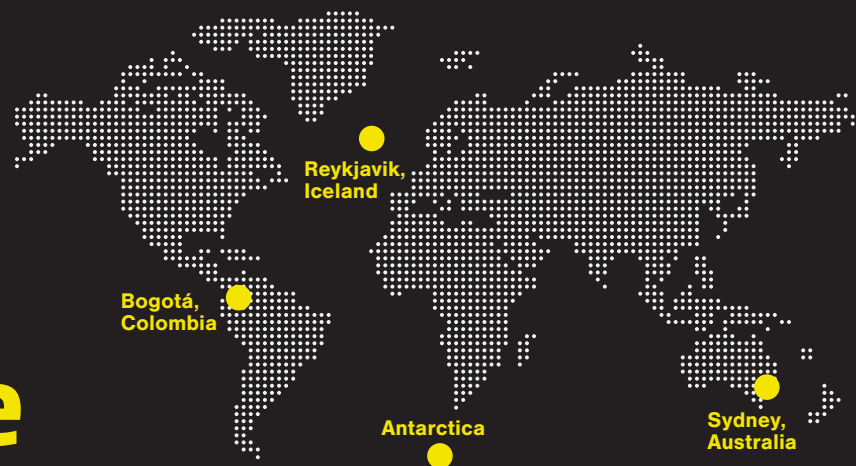 Reykjavik,
Iceland
Bogotá,
Colombia
e
Antarctica
Sydney,
Australia